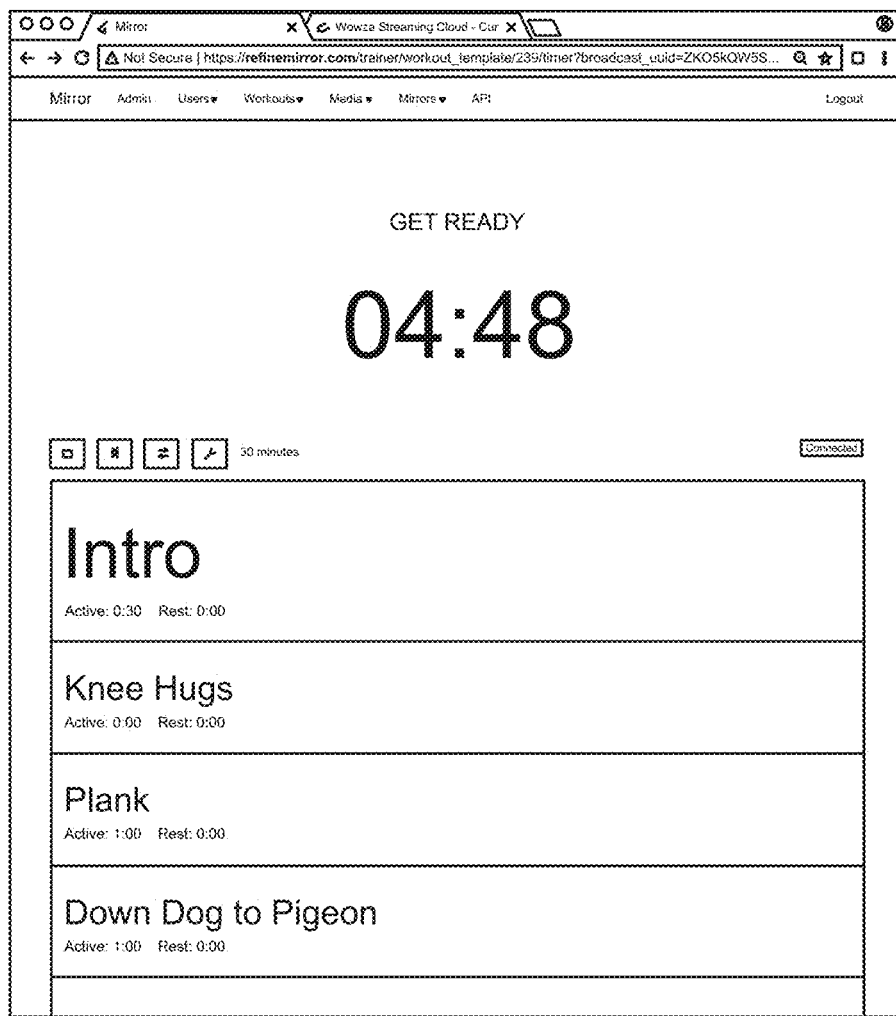 Mirror
Wowza Streaming Cloud - Cur
Not Secure | https://refinemirror.com/trainer/workout_template/239/timer?broadcast_uuid=ZKO5kQW5S...
Mirror Admin Users Workouts Media Mirrors API Logout
GET READY
04:48
30 minutes Connected
Intro
Active: 0:30 Rest: 0:00
Knee Hugs
Active: 0:00 Rest: 0:00
Plank
Active: 1:00 Rest: 0:00
Down Dog to Pigeon
Active: 1:00 Rest: 0:00